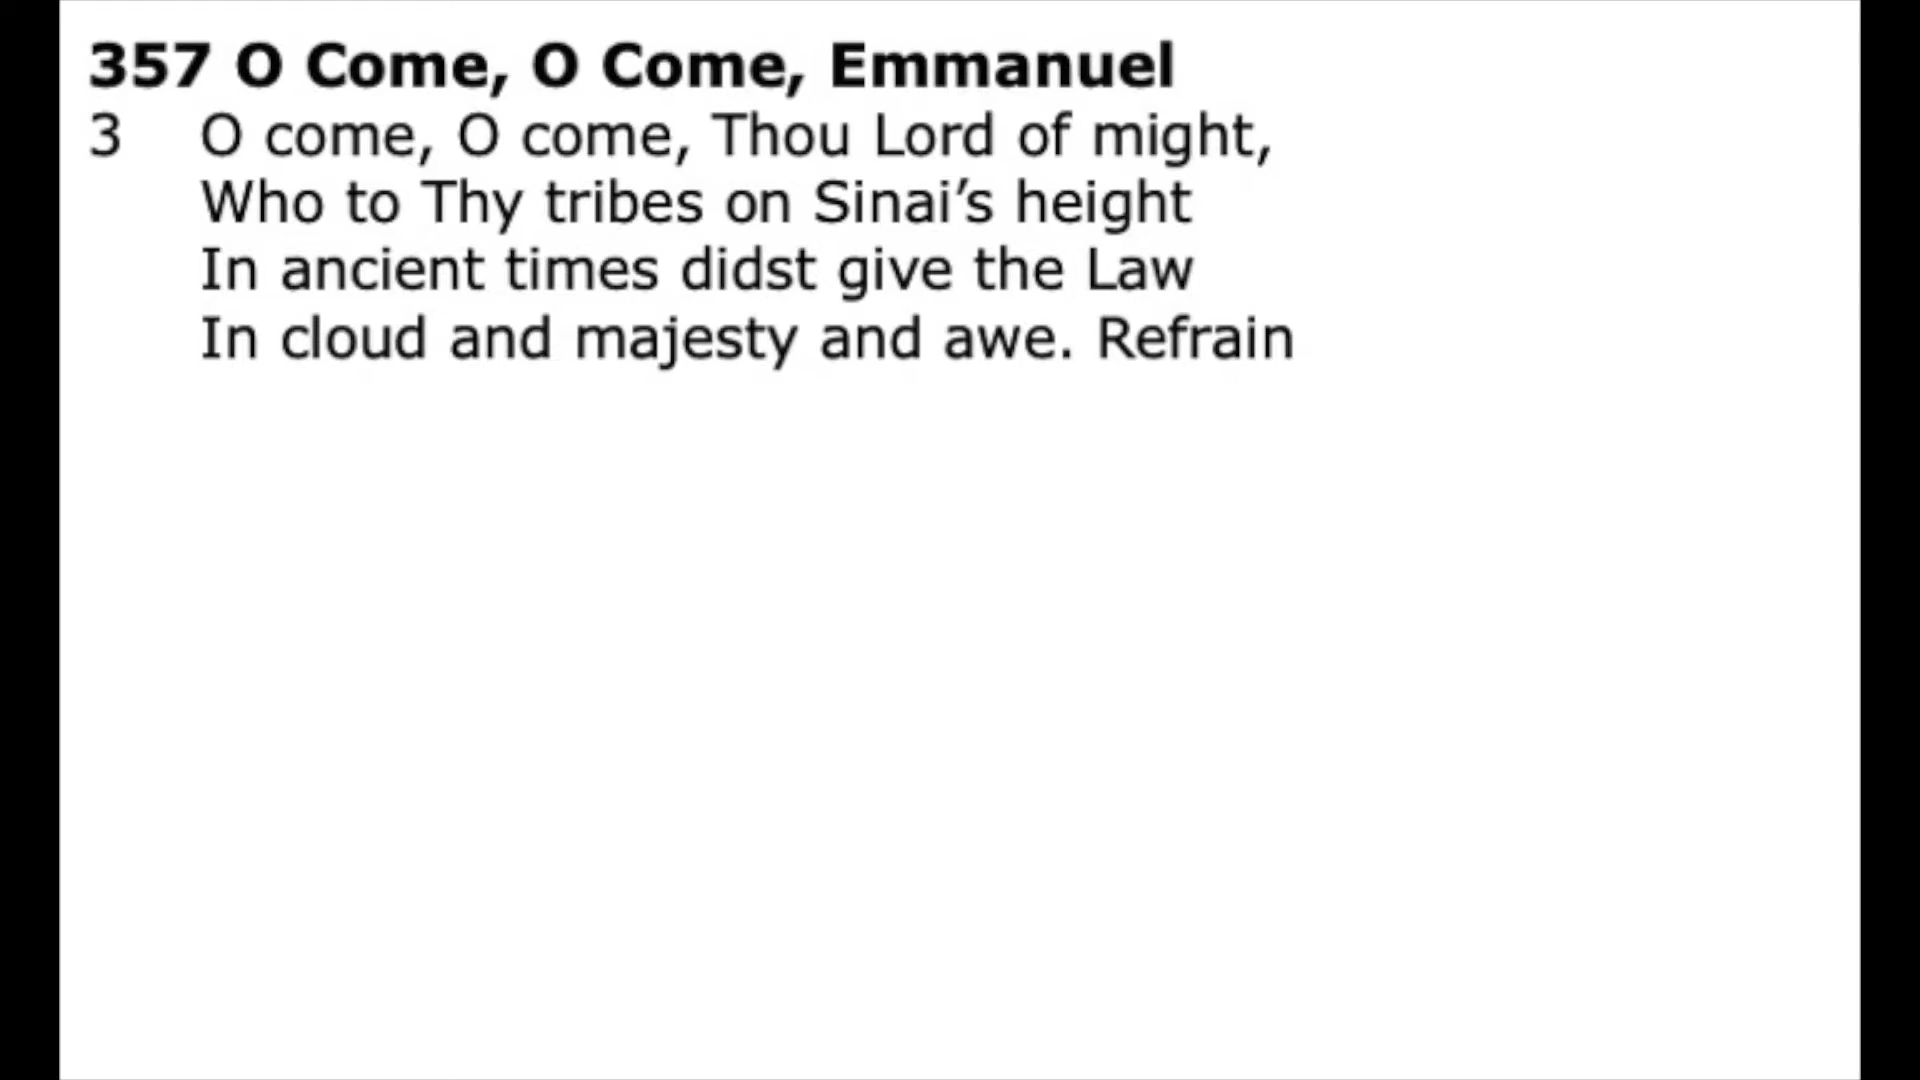 357 O Come, O Come, Emmanuel
3 O come, O come, Thou Lord of might,
Who to Thy tribes on Sinai’s height
In ancient times didst give the Law
In cloud and majesty and awe. Refrain